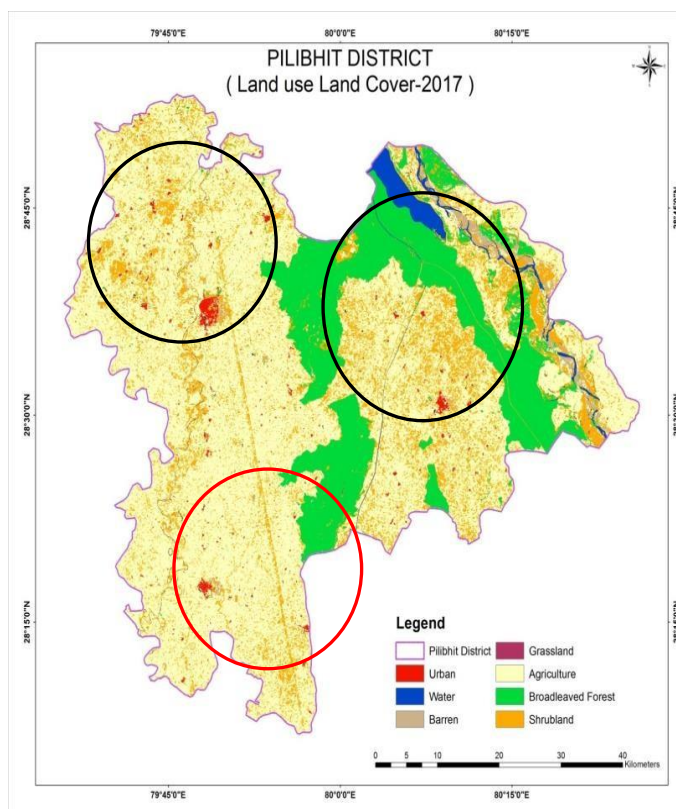 79°45'0"E 80°0'0"E 80°15'0"E
PILIBHIT DISTRICT
( Land use Land Cover-2017 )
28°45'0"N
28°30'0"N
28°15'0"N
Legend
Pilibhit District
Urban
Water
Barren
Grassland
Agriculture
Broadleaved Forest
Shrubland
0 5 10 20 30 40
Kilometers
79°45'0"E 80°0'0"E 80°15'0"E